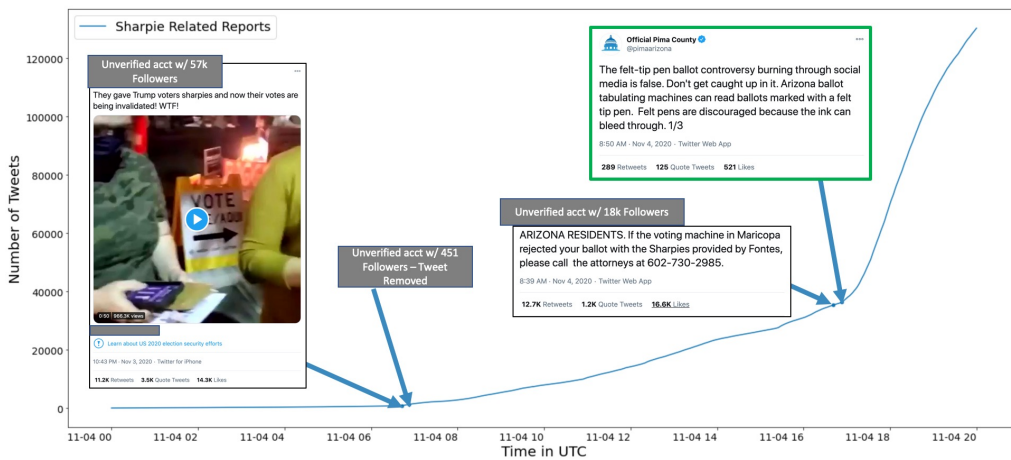 Sharpie Related Reports
Number of Tweets
120000
100000
80000
60000
40000
20000
0
Unverified acct w/ 57k
Followers
They gave Trump voters sharpies and now their votes are
being invalidated! WTF!
VOTE
0:50 966.3K views
Learn about US 2020 election security efforts
10:43 PM · Nov 3, 2020 · Twitter for iPhone
11.2K Retweets 3.5K Quote Tweets 14.3K Likes
Unverified acct w/ 451
Followers – Tweet
Removed
Official Pima County
@pimaarizona
The felt-tip pen ballot controversy burning through social
media is false. Don't get caught up in it. Arizona ballot
tabulating machines can read ballots marked with a felt
tip pen. Felt pens are discouraged because the ink can
bleed through. 1/3
8:50 AM · Nov 4, 2020 · Twitter Web App
289 Retweets 125 Quote Tweets 521 Likes
Unverified acct w/ 18k Followers
ARIZONA RESIDENTS. If the voting machine in Maricopa
rejected your ballot with the Sharpies provided by Fontes,
please call the attorneys at 602-730-2985.
8:39 AM · Nov 4, 2020 · Twitter Web App
12.7K Retweets 1.2K Quote Tweets 16.6K Likes
11-04 00 11-04 02 11-04 04 11-04 06 11-04 08 11-04 10 11-04 12 11-04 14 11-04 16 11-04 18 11-04 20
Time in UTC